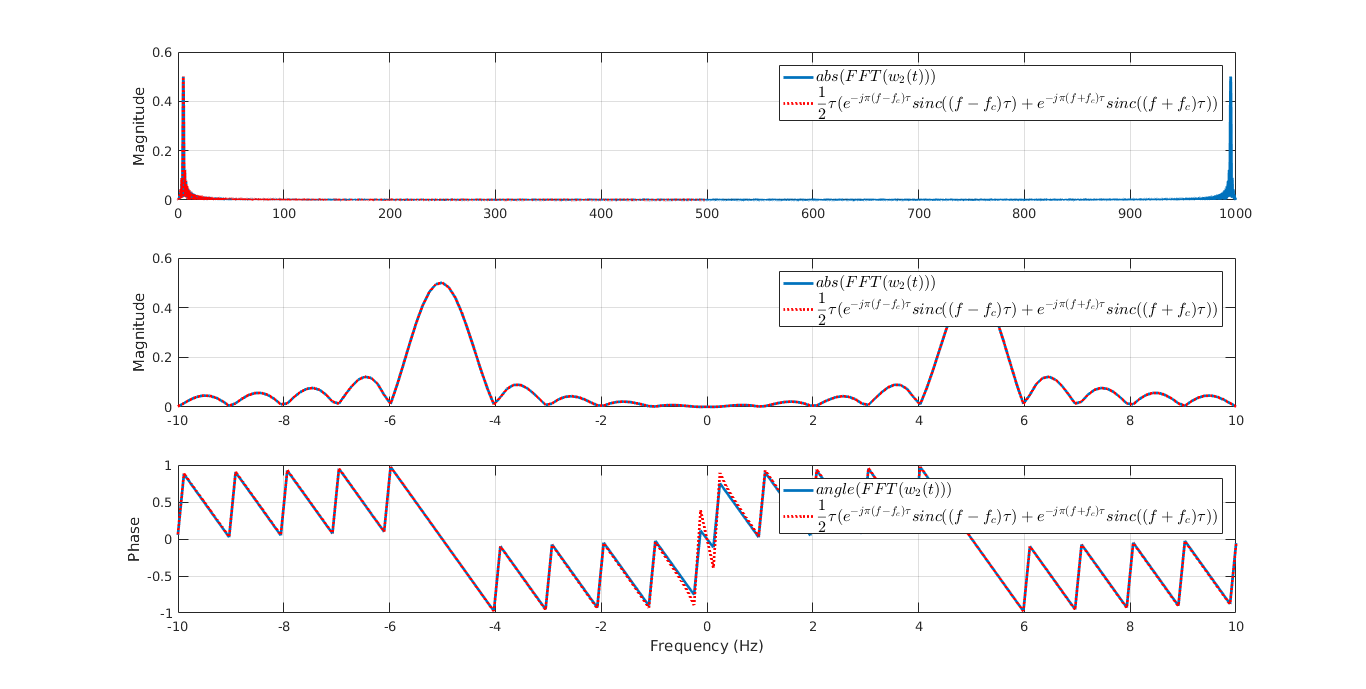 0.6
0.4
0.2
0
Magnitude
abs(FFT(w₂(t)))
1/2 τ(e^{-jπ(f-f_c)τ} sinc((f − f_c)τ) + e^{-jπ(f+f_c)τ} sinc((f + f_c)τ))
0 100 200 300 400 500 600 700 800 900 1000
0.6
0.4
0.2
0
Magnitude
abs(FFT(w₂(t)))
1/2 τ(e^{-jπ(f-f_c)τ} sinc((f − f_c)τ) + e^{-jπ(f+f_c)τ} sinc((f + f_c)τ))
-10 -8 -6 -4 -2 0 2 4 6 8 10
1
0.5
0
-0.5
-1
Phase
angle(FFT(w₂(t)))
1/2 τ(e^{-jπ(f-f_c)τ} sinc((f − f_c)τ) + e^{-jπ(f+f_c)τ} sinc((f + f_c)τ))
-10 -8 -6 -4 -2 0 2 4 6 8 10
Frequency (Hz)